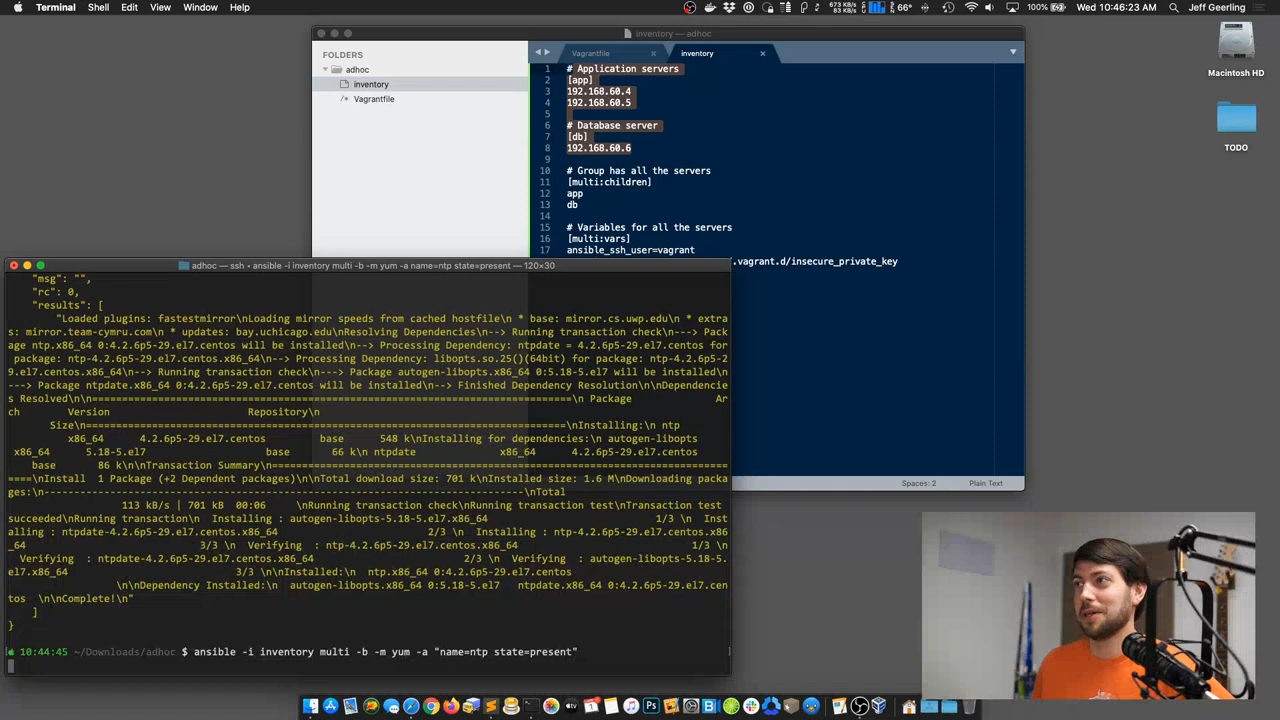 Terminal Shell Edit View Window Help
673 KB/s
63 KB/s
66°
100%
Wed 10:46:23 AM Jeff Geerling
inventory — adhoc
FOLDERS
adhoc
inventory
Vagrantfile
Vagrantfile
inventory
1 # Application servers
2 [app]
3 192.168.60.4
4 192.168.60.5
5
6 # Database server
7 [db]
8 192.168.60.6
9
10 # Group has all the servers
11 [multi:children]
12 app
13 db
14
15 # Variables for all the servers
16 [multi:vars]
17 ansible_ssh_user=vagrant
.vagrant.d/insecure_private_key
Spaces: 2 Plain Text
Macintosh HD
TODO
adhoc — ssh ◂ ansible -i inventory multi -b -m yum -a name=ntp state=present — 120×30
"msg": "",
"rc": 0,
"results": [
"Loaded plugins: fastestmirror\nLoading mirror speeds from cached hostfile\n * base: mirror.cs.uwp.edu\n * extra
s: mirror.team-cymru.com\n * updates: bay.uchicago.edu\nResolving Dependencies\n--> Running transaction check\n---> Pack
age ntp.x86_64 0:4.2.6p5-29.el7.centos will be installed\n--> Processing Dependency: ntpdate = 4.2.6p5-29.el7.centos for
package: ntp-4.2.6p5-29.el7.centos.x86_64\n--> Processing Dependency: libopts.so.25()(64bit) for package: ntp-4.2.6p5-2
9.el7.centos.x86_64\n--> Running transaction check\n---> Package autogen-libopts.x86_64 0:5.18-5.el7 will be installed\n
---> Package ntpdate.x86_64 0:4.2.6p5-29.el7.centos will be installed\n--> Finished Dependency Resolution\n\nDependencie
s Resolved\n\n================================================================================\n Package Ar
ch Version Repository\n
Size\n================================================================================\nInstalling:\n ntp
x86_64 4.2.6p5-29.el7.centos base 548 k\nInstalling for dependencies:\n autogen-libopts
x86_64 5.18-5.el7 base 66 k\n ntpdate x86_64 4.2.6p5-29.el7.centos
base 86 k\n\nTransaction Summary\n============================================================================
====\nInstall 1 Package (+2 Dependent packages)\n\nTotal download size: 701 k\nInstalled size: 1.6 M\nDownloading packa
ges:\n--------------------------------------------------------------------------------\nTotal
113 kB/s | 701 kB 00:06 \nRunning transaction check\nRunning transaction test\nTransaction test
succeeded\nRunning transaction\n Installing : autogen-libopts-5.18-5.el7.x86_64 1/3 \n Inst
alling : ntpdate-4.2.6p5-29.el7.centos.x86_64 2/3 \n Installing : ntp-4.2.6p5-29.el7.centos.x86
_64 3/3 \n Verifying : ntp-4.2.6p5-29.el7.centos.x86_64 1/3 \n
Verifying : ntpdate-4.2.6p5-29.el7.centos.x86_64 2/3 \n Verifying : autogen-libopts-5.18-5.
el7.x86_64 3/3 \n\nInstalled:\n ntp.x86_64 0:4.2.6p5-29.el7.centos
\n\nDependency Installed:\n autogen-libopts.x86_64 0:5.18-5.el7 ntpdate.x86_64 0:4.2.6p5-29.el7.cen
tos \n\nComplete!\n"
]
}
10:44:45 ~/Downloads/adhoc $ ansible -i inventory multi -b -m yum -a "name=ntp state=present"